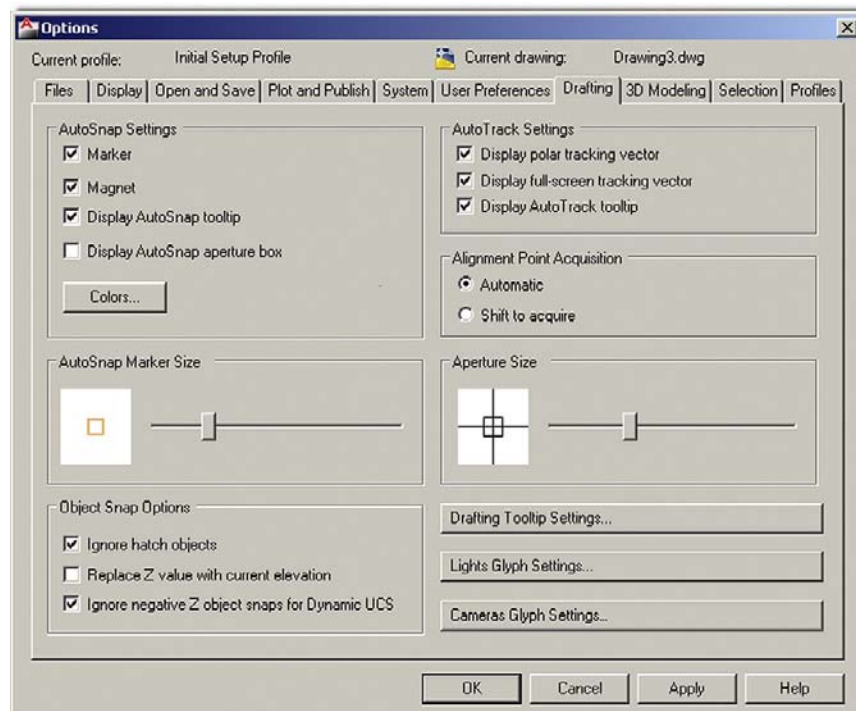 Options
Current profile: Initial Setup Profile Current drawing: Drawing3.dwg
Files Display Open and Save Plot and Publish System User Preferences Drafting 3D Modeling Selection Profiles
AutoSnap Settings
Marker
Magnet
Display AutoSnap tooltip
Display AutoSnap aperture box
Colors...
AutoTrack Settings
Display polar tracking vector
Display full-screen tracking vector
Display AutoTrack tooltip
Alignment Point Acquisition
Automatic
Shift to acquire
AutoSnap Marker Size
Aperture Size
Object Snap Options
Ignore hatch objects
Replace Z value with current elevation
Ignore negative Z object snaps for Dynamic UCS
Drafting Tooltip Settings...
Lights Glyph Settings...
Cameras Glyph Settings...
OK Cancel Apply Help